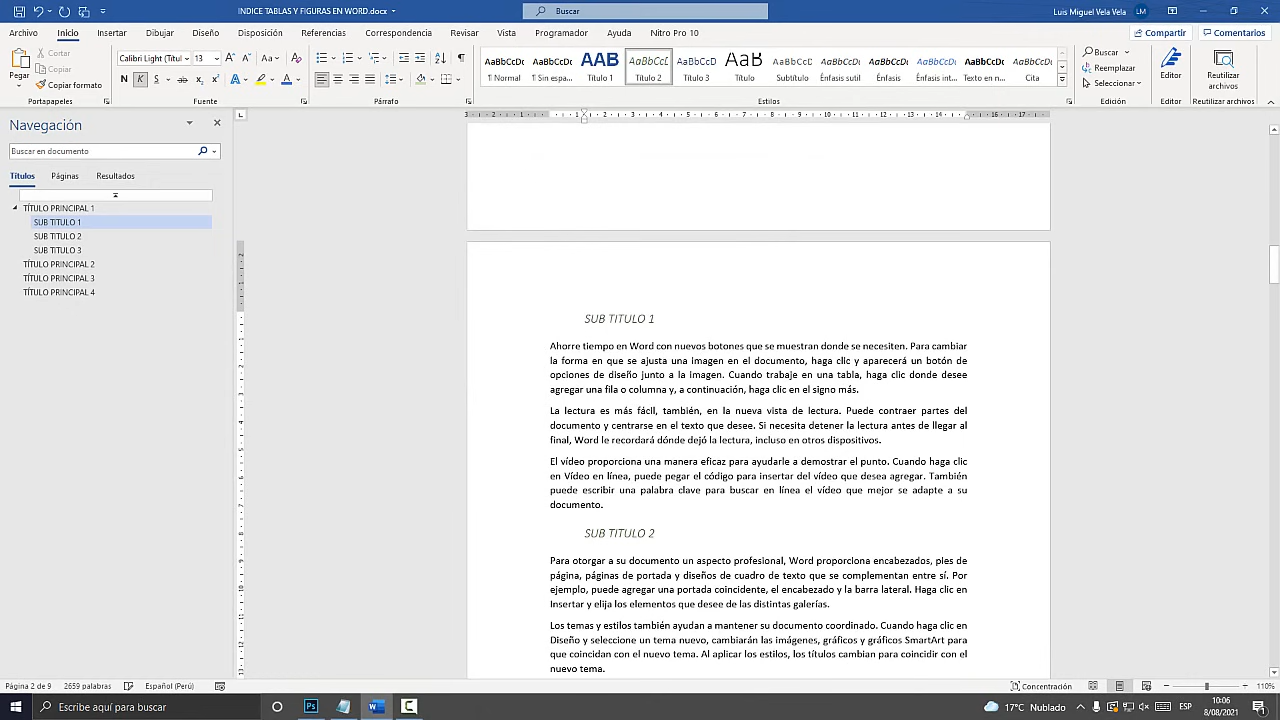 INDICE TABLAS Y FIGURAS EN WORD.docx
Buscar
Luis Miguel Vela Vela
LM
Archivo Inicio Insertar Dibujar Diseño Disposición Referencias Correspondencia Revisar Vista Programador Ayuda Nitro Pro 10
Compartir
Comentarios
Pegar
Cortar
Copiar
Copiar formato
Portapapeles
Calibri Light (Títul
13
Fuente
Párrafo
¶ Normal
¶ Sin espa...
Título 1
Título 2
Título 3
Título
Subtítulo
Énfasis sutil
Énfasis
Énfasis int...
Texto en n...
Cita
Estilos
Buscar
Reemplazar
Seleccionar
Edición
Editor
Editor
Reutilizar archivos
Reutilizar archivos
Navegación
Buscar en documento
Títulos Páginas Resultados
TÍTULO PRINCIPAL 1
SUB TITULO 1
SUB TITULO 2
SUB TITULO 3
TÍTULO PRINCIPAL 2
TÍTULO PRINCIPAL 3
TÍTULO PRINCIPAL 4
SUB TITULO 1
Ahorre tiempo en Word con nuevos botones que se muestran donde se necesiten. Para cambiar
la forma en que se ajusta una imagen en el documento, haga clic y aparecerá un botón de
opciones de diseño junto a la imagen. Cuando trabaje en una tabla, haga clic donde desee
agregar una fila o columna y, a continuación, haga clic en el signo más.
La lectura es más fácil, también, en la nueva vista de lectura. Puede contraer partes del
documento y centrarse en el texto que desee. Si necesita detener la lectura antes de llegar al
final, Word le recordará dónde dejó la lectura, incluso en otros dispositivos.
El vídeo proporciona una manera eficaz para ayudarle a demostrar el punto. Cuando haga clic
en Vídeo en línea, puede pegar el código para insertar del vídeo que desea agregar. También
puede escribir una palabra clave para buscar en línea el vídeo que mejor se adapte a su
documento.
SUB TITULO 2
Para otorgar a su documento un aspecto profesional, Word proporciona encabezados, pies de
página, páginas de portada y diseños de cuadro de texto que se complementan entre sí. Por
ejemplo, puede agregar una portada coincidente, el encabezado y la barra lateral. Haga clic en
Insertar y elija los elementos que desee de las distintas galerías.
Los temas y estilos también ayudan a mantener su documento coordinado. Cuando haga clic en
Diseño y seleccione un tema nuevo, cambiarán las imágenes, gráficos y gráficos SmartArt para
que coincidan con el nuevo tema. Al aplicar los estilos, los títulos cambian para coincidir con el
nuevo tema.
Página 2 de 9
2659 palabras
Español (Perú)
Concentración
110%
Escribe aquí para buscar
17°C Nublado
ESP
10:06
8/08/2021